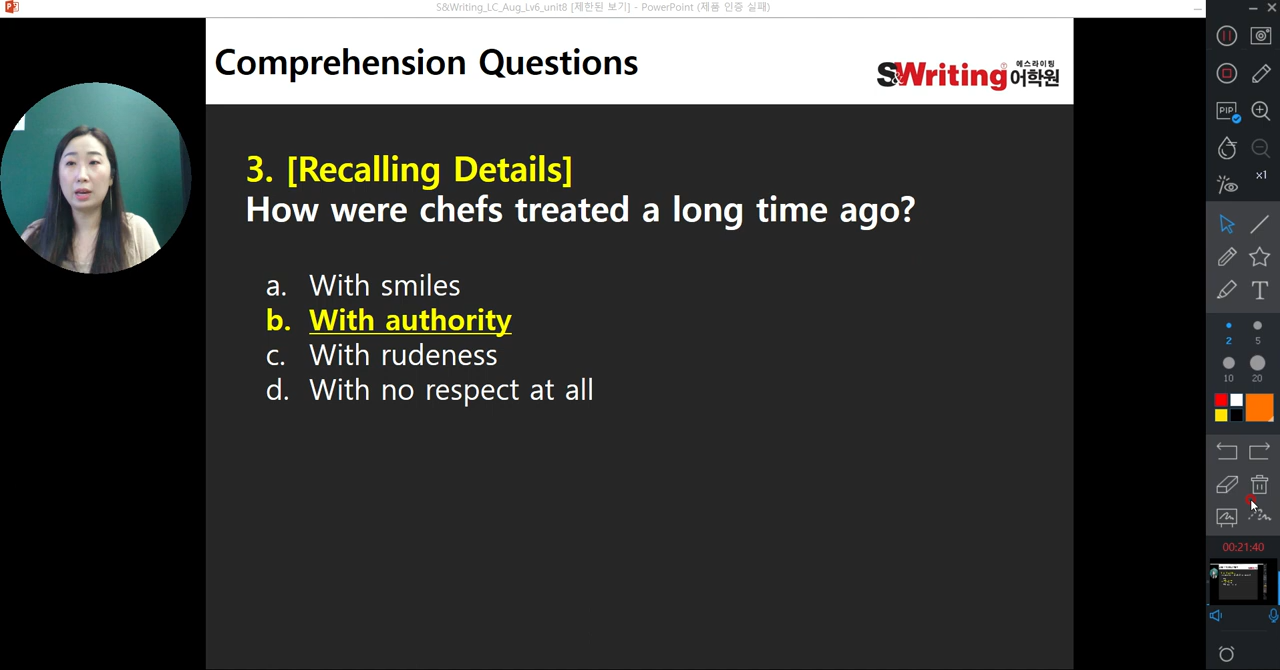 S&Writing_LC_Aug_Lv6_unit8 [제한된 보기] - PowerPoint (제품 인증 실패)
Comprehension Questions
S&Writing 에스라이팅 어학원
3. [Recalling Details]
How were chefs treated a long time ago?
a. With smiles
b. With authority
c. With rudeness
d. With no respect at all
PIP
x1
T
2 5
10 20
00:21:40